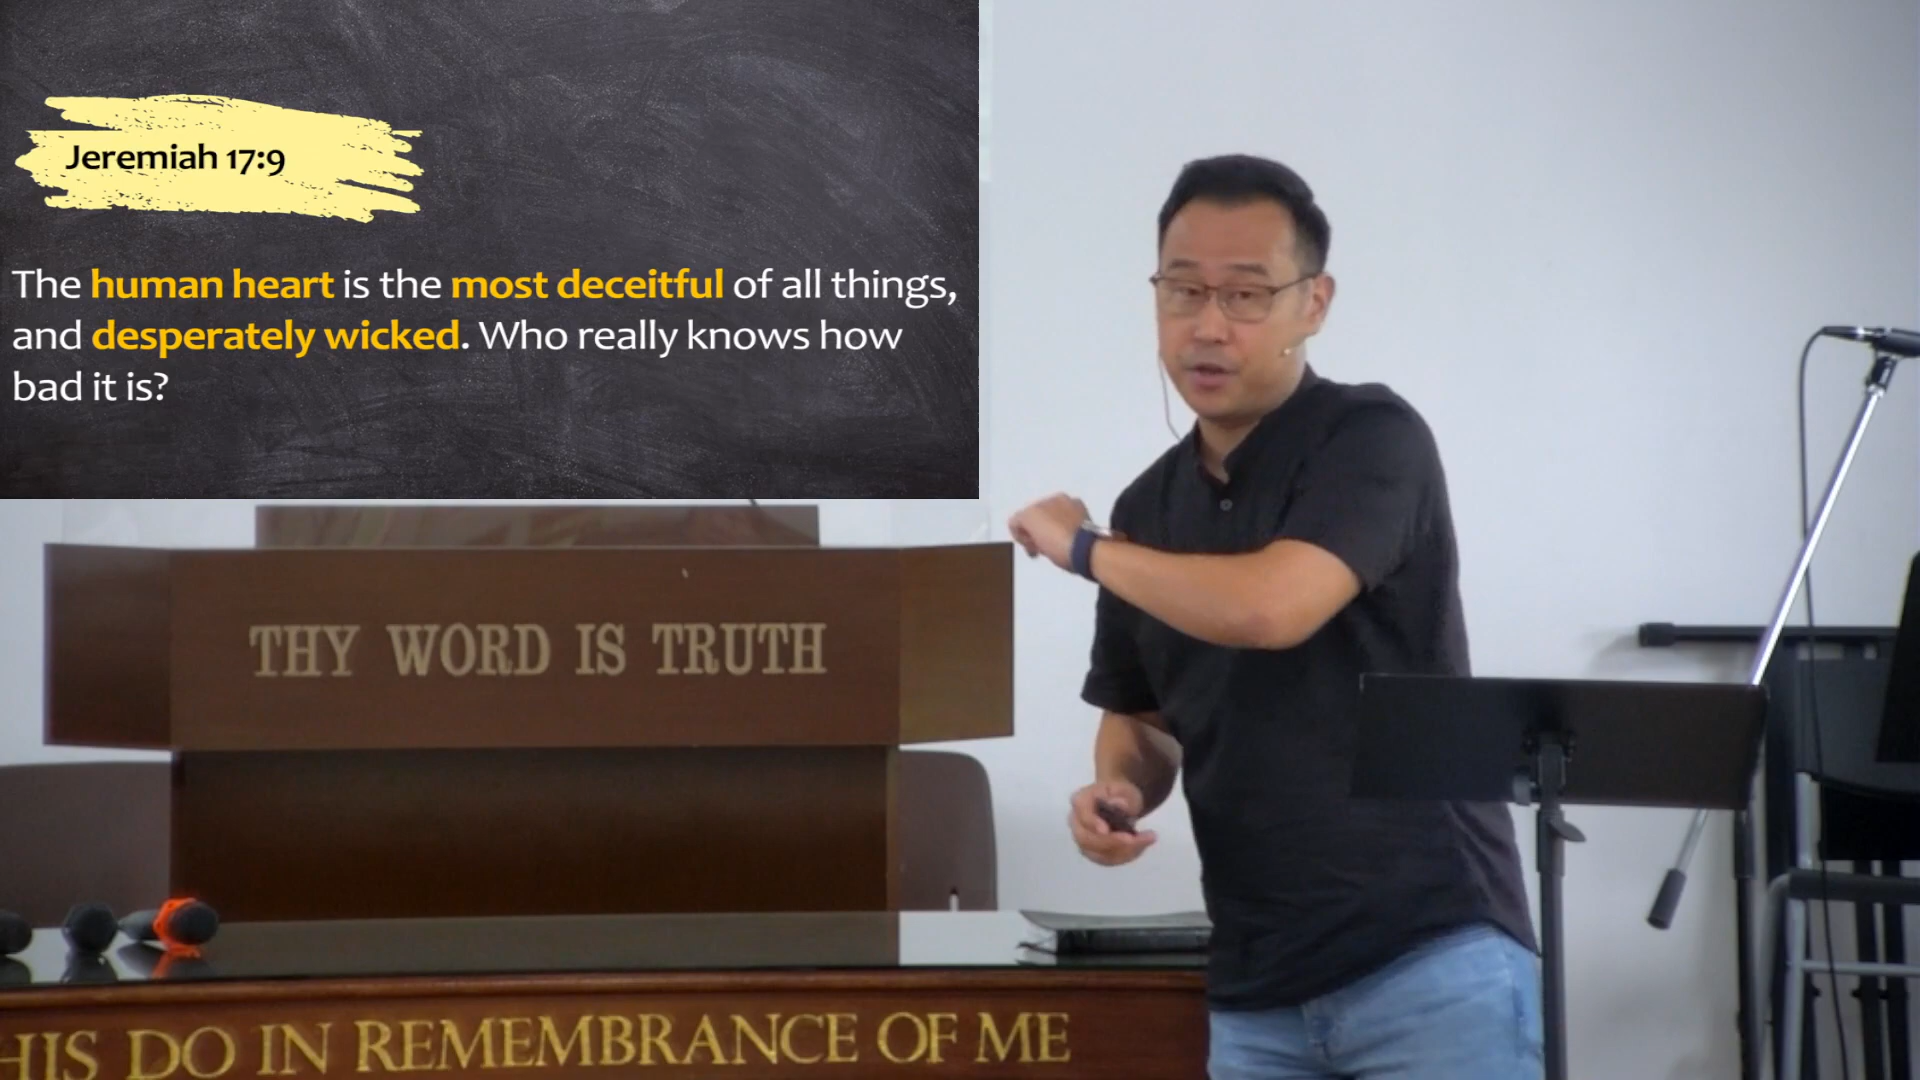 Jeremiah 17:9
The human heart is the most deceitful of all things,
and desperately wicked. Who really knows how
bad it is?
THY WORD IS TRUTH
HIS DO IN REMEMBRANCE OF ME